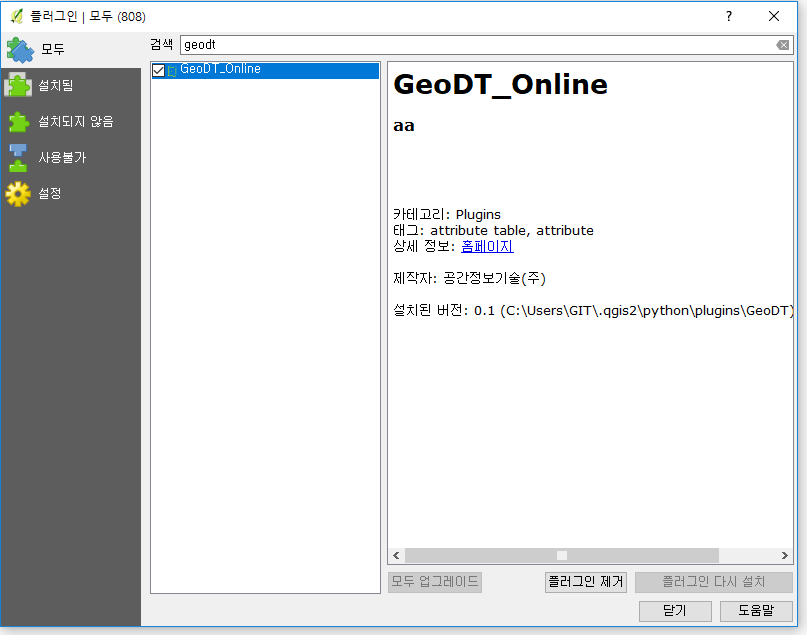 플러그인 | 모두 (808)
?
모두
설치됨
설치되지 않음
사용불가
설정
검색 geodt
GeoDT_Online
GeoDT_Online
aa
카테고리: Plugins
태그: attribute table, attribute
상세 정보: 홈페이지
제작자: 공간정보기술(주)
설치된 버전: 0.1 (C:\Users\GIT\.qgis2\python\plugins\GeoDT)
모두 업그레이드 플러그인 제거 플러그인 다시 설치
닫기 도움말